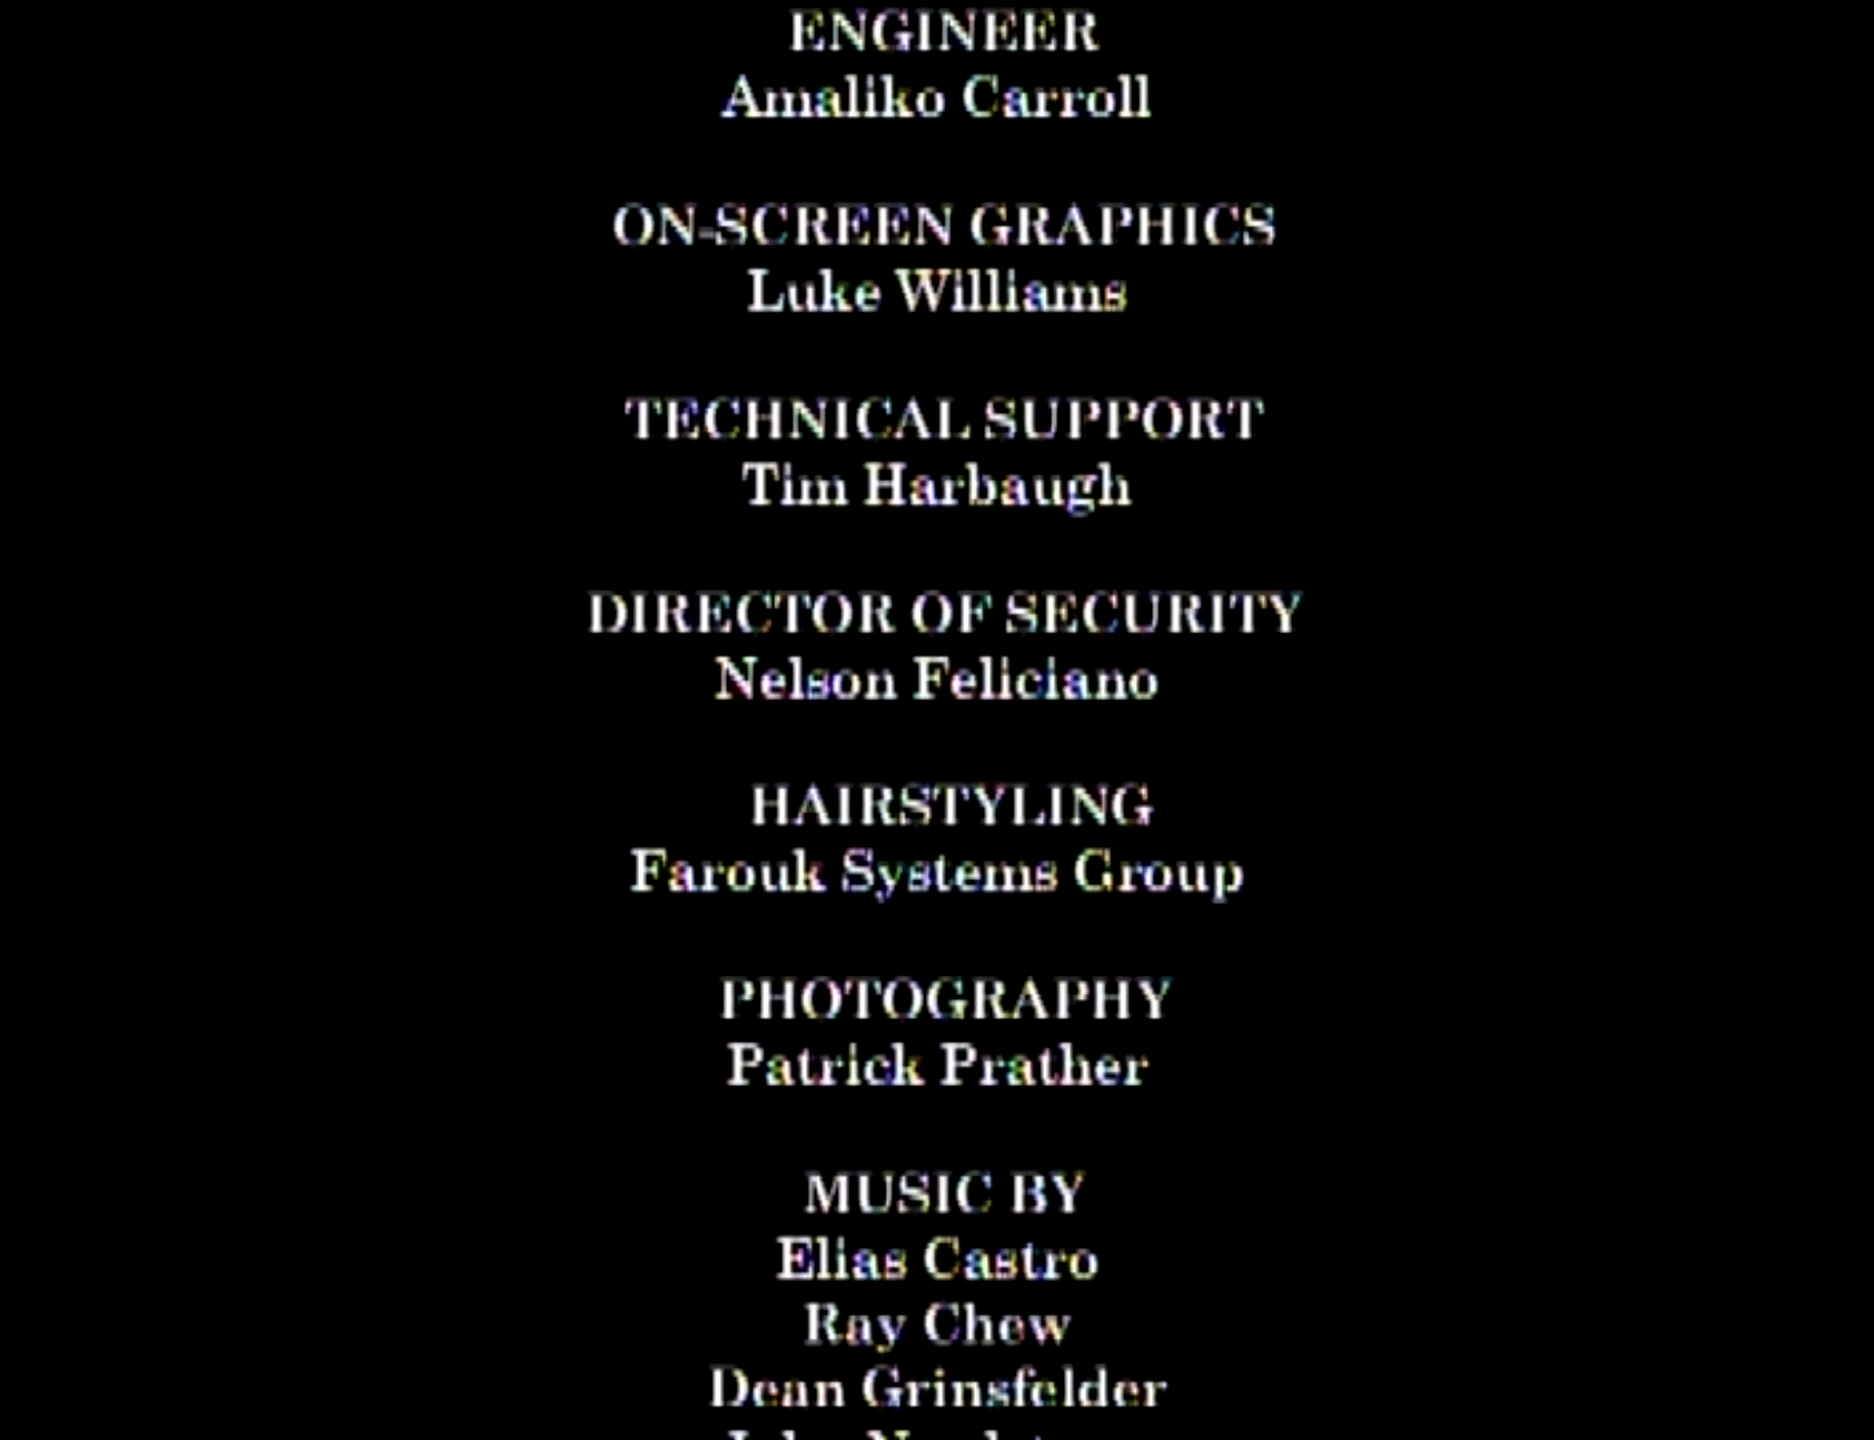 ENGINEER
Amaliko Carroll
ON-SCREEN GRAPHICS
Luke Williams
TECHNICAL SUPPORT
Tim Harbaugh
DIRECTOR OF SECURITY
Nelson Feliciano
HAIRSTYLING
Farouk Systems Group
PHOTOGRAPHY
Patrick Prather
MUSIC BY
Elias Castro
Ray Chew
Dean Grinsfelder